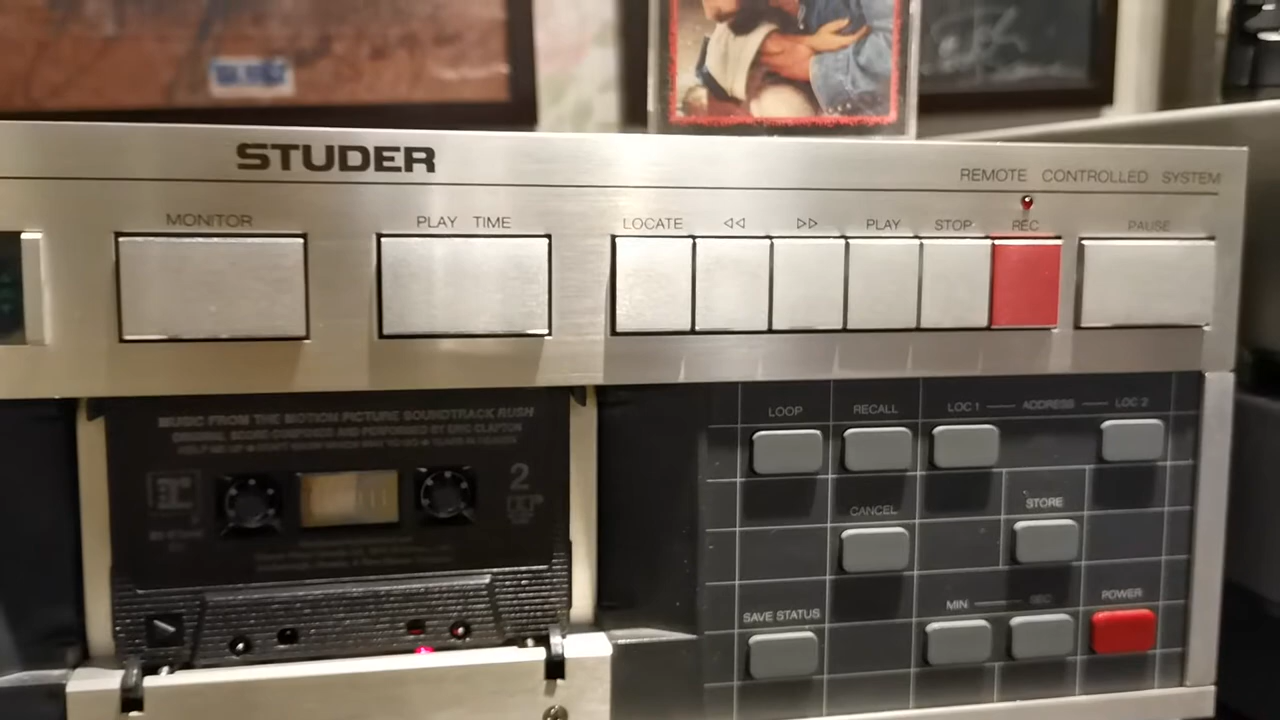 STUDER
REMOTE CONTROLLED SYSTEM
MONITOR
PLAY TIME
LOCATE
PLAY
STOP
REC
PAUSE
MUSIC FROM THE MOTION PICTURE SOUNDTRACK RUSH
ORIGINAL SCORE COMPOSED AND PERFORMED BY ERIC CLAPTON
2
LOOP
RECALL
LOC 1
ADDRESS
LOC 2
CANCEL
STORE
SAVE STATUS
MIN
SEC
POWER